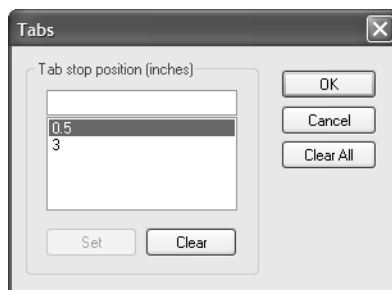 Tabs
Tab stop position (inches)
0.5
3
Set
Clear
OK
Cancel
Clear All